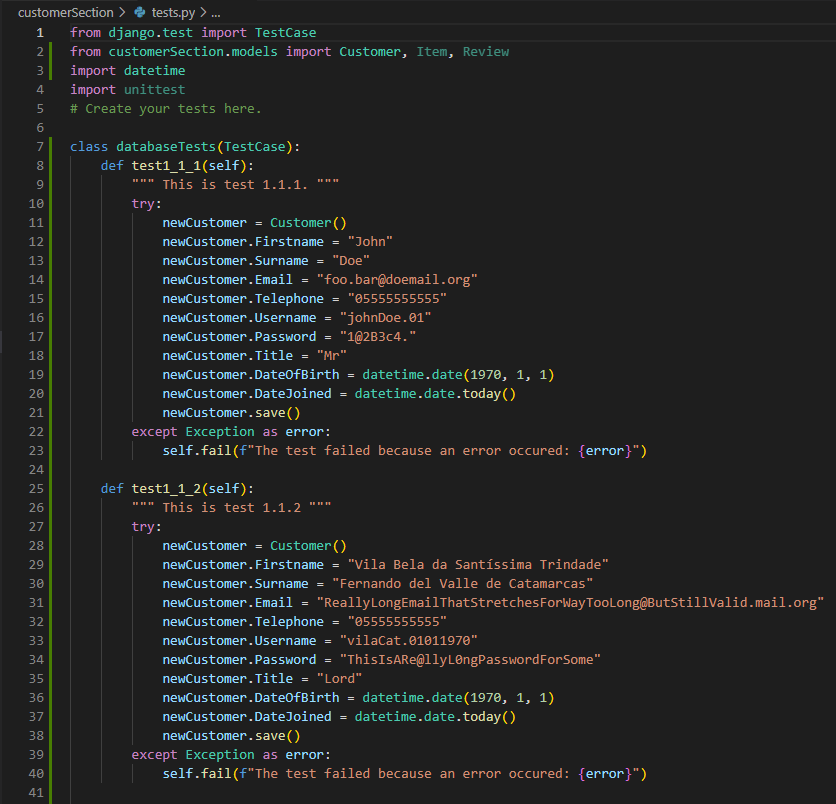 customerSection > tests.py > ...
1 from django.test import TestCase
2 from customerSection.models import Customer, Item, Review
3 import datetime
4 import unittest
5 # Create your tests here.
6
7 class databaseTests(TestCase):
8     def test1_1_1(self):
9         """ This is test 1.1.1. """
10         try:
11             newCustomer = Customer()
12             newCustomer.Firstname = "John"
13             newCustomer.Surname = "Doe"
14             newCustomer.Email = "foo.bar@doemail.org"
15             newCustomer.Telephone = "05555555555"
16             newCustomer.Username = "johnDoe.01"
17             newCustomer.Password = "1@2B3c4."
18             newCustomer.Title = "Mr"
19             newCustomer.DateOfBirth = datetime.date(1970, 1, 1)
20             newCustomer.DateJoined = datetime.date.today()
21             newCustomer.save()
22         except Exception as error:
23             self.fail(f"The test failed because an error occured: {error}")
24
25     def test1_1_2(self):
26         """ This is test 1.1.2 """
27         try:
28             newCustomer = Customer()
29             newCustomer.Firstname = "Vila Bela da Santíssima Trindade"
30             newCustomer.Surname = "Fernando del Valle de Catamarcas"
31             newCustomer.Email = "ReallyLongEmailThatStretchesForWayTooLong@ButStillValid.mail.org"
32             newCustomer.Telephone = "05555555555"
33             newCustomer.Username = "vilaCat.01011970"
34             newCustomer.Password = "ThisIsARe@llyL0ngPasswordForSome"
35             newCustomer.Title = "Lord"
36             newCustomer.DateOfBirth = datetime.date(1970, 1, 1)
37             newCustomer.DateJoined = datetime.date.today()
38             newCustomer.save()
39         except Exception as error:
40             self.fail(f"The test failed because an error occured: {error}")
41